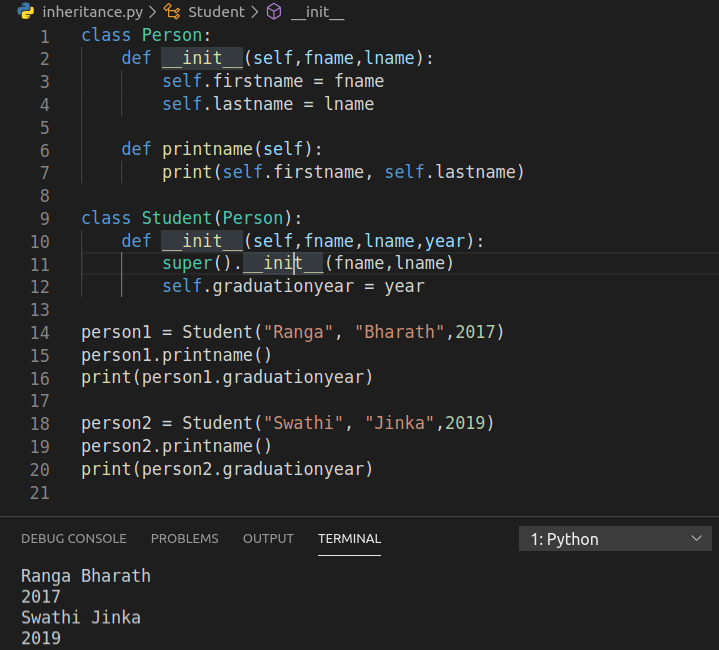 inheritance.py > Student > __init__
1 class Person:
2     def __init__(self,fname,lname):
3         self.firstname = fname
4         self.lastname = lname
5
6     def printname(self):
7         print(self.firstname, self.lastname)
8
9 class Student(Person):
10     def __init__(self,fname,lname,year):
11         super().__init__(fname,lname)
12         self.graduationyear = year
13
14 person1 = Student("Ranga", "Bharath",2017)
15 person1.printname()
16 print(person1.graduationyear)
17
18 person2 = Student("Swathi", "Jinka",2019)
19 person2.printname()
20 print(person2.graduationyear)
21
DEBUG CONSOLE PROBLEMS OUTPUT TERMINAL 1: Python
Ranga Bharath
2017
Swathi Jinka
2019